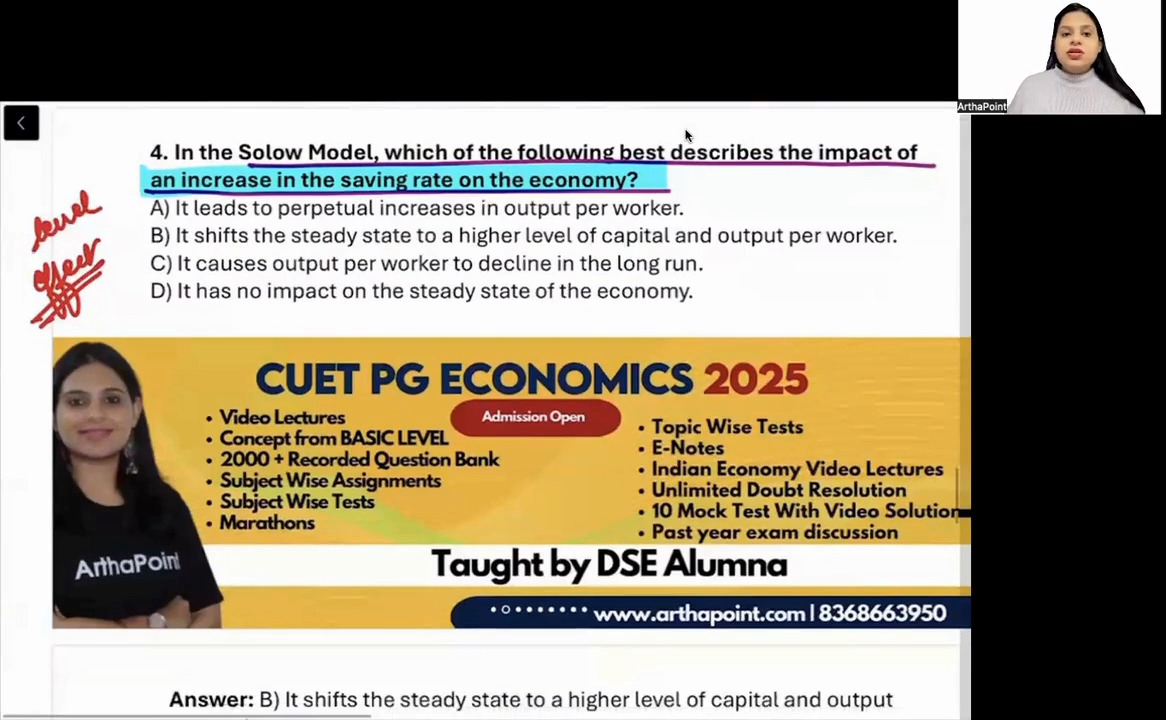 ArthaPoint
4. In the Solow Model, which of the following best describes the impact of
an increase in the saving rate on the economy?
A) It leads to perpetual increases in output per worker.
B) It shifts the steady state to a higher level of capital and output per worker.
C) It causes output per worker to decline in the long run.
D) It has no impact on the steady state of the economy.
level
effect
CUET PG ECONOMICS 2025
Admission Open
• Video Lectures
• Concept from BASIC LEVEL
• 2000 + Recorded Question Bank
• Subject Wise Assignments
• Subject Wise Tests
• Marathons
• Topic Wise Tests
• E-Notes
• Indian Economy Video Lectures
• Unlimited Doubt Resolution
• 10 Mock Test With Video Solution
• Past year exam discussion
ArthaPoint
Taught by DSE Alumna
www.arthapoint.com | 8368663950
Answer: B) It shifts the steady state to a higher level of capital and output